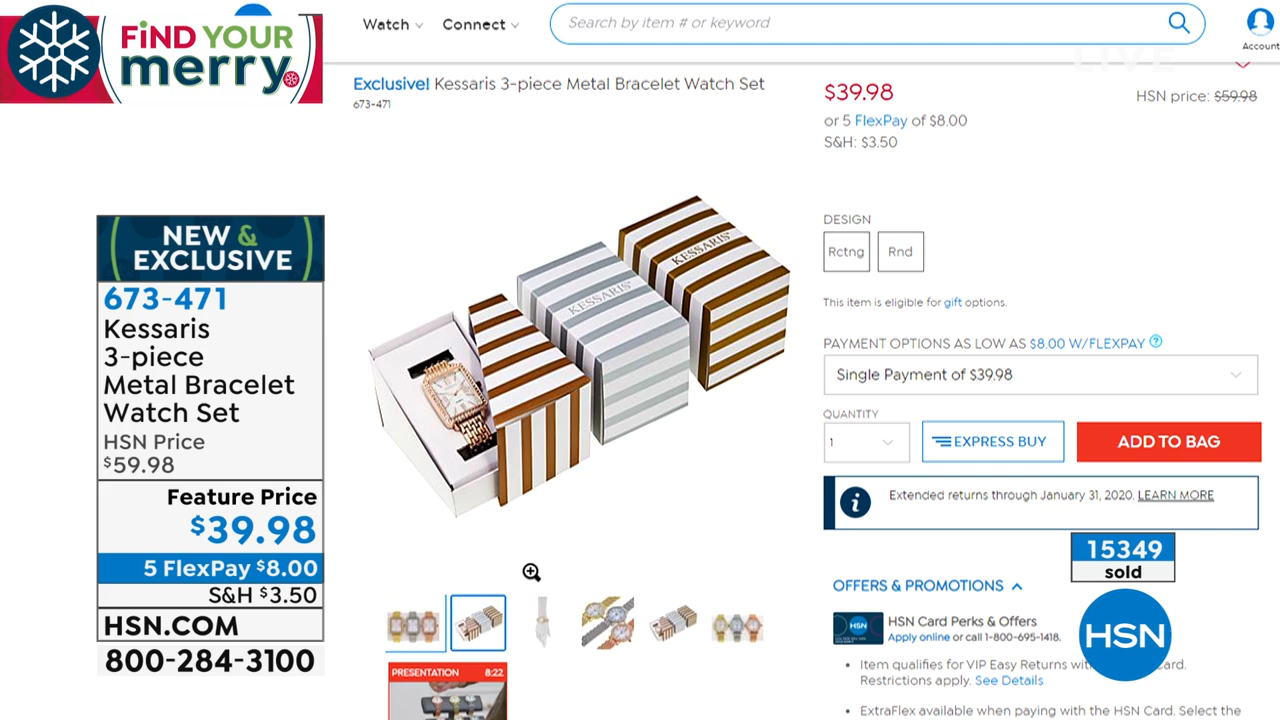 FiND YOUR
merry.
Watch
Connect
Search by item # or keyword
Account
LIVE
Exclusive! Kessaris 3-piece Metal Bracelet Watch Set
673-471
$39.98
HSN price: $59.98
or 5 FlexPay of $8.00
S&H: $3.50
DESIGN
Rctng
Rnd
This item is eligible for gift options.
PAYMENT OPTIONS AS LOW AS $8.00 W/FLEXPAY ?
Single Payment of $39.98
QUANTITY
1
EXPRESS BUY
ADD TO BAG
i
Extended returns through January 31, 2020. LEARN MORE
15349
sold
OFFERS & PROMOTIONS
HSN
HSN Card Perks & Offers
Apply online or call 1-800-695-1418.
HSN
• Item qualifies for VIP Easy Returns
Restrictions apply. See Details
• ExtraFlex available when paying with the HSN Card. Select the
KESSARIS
KESSARIS
NEW &
EXCLUSIVE
673-471
Kessaris
3-piece
Metal Bracelet
Watch Set
HSN Price
$59.98
Feature Price
$39.98
5 FlexPay $8.00
S&H $3.50
HSN.COM
800-284-3100
PRESENTATION 8:22